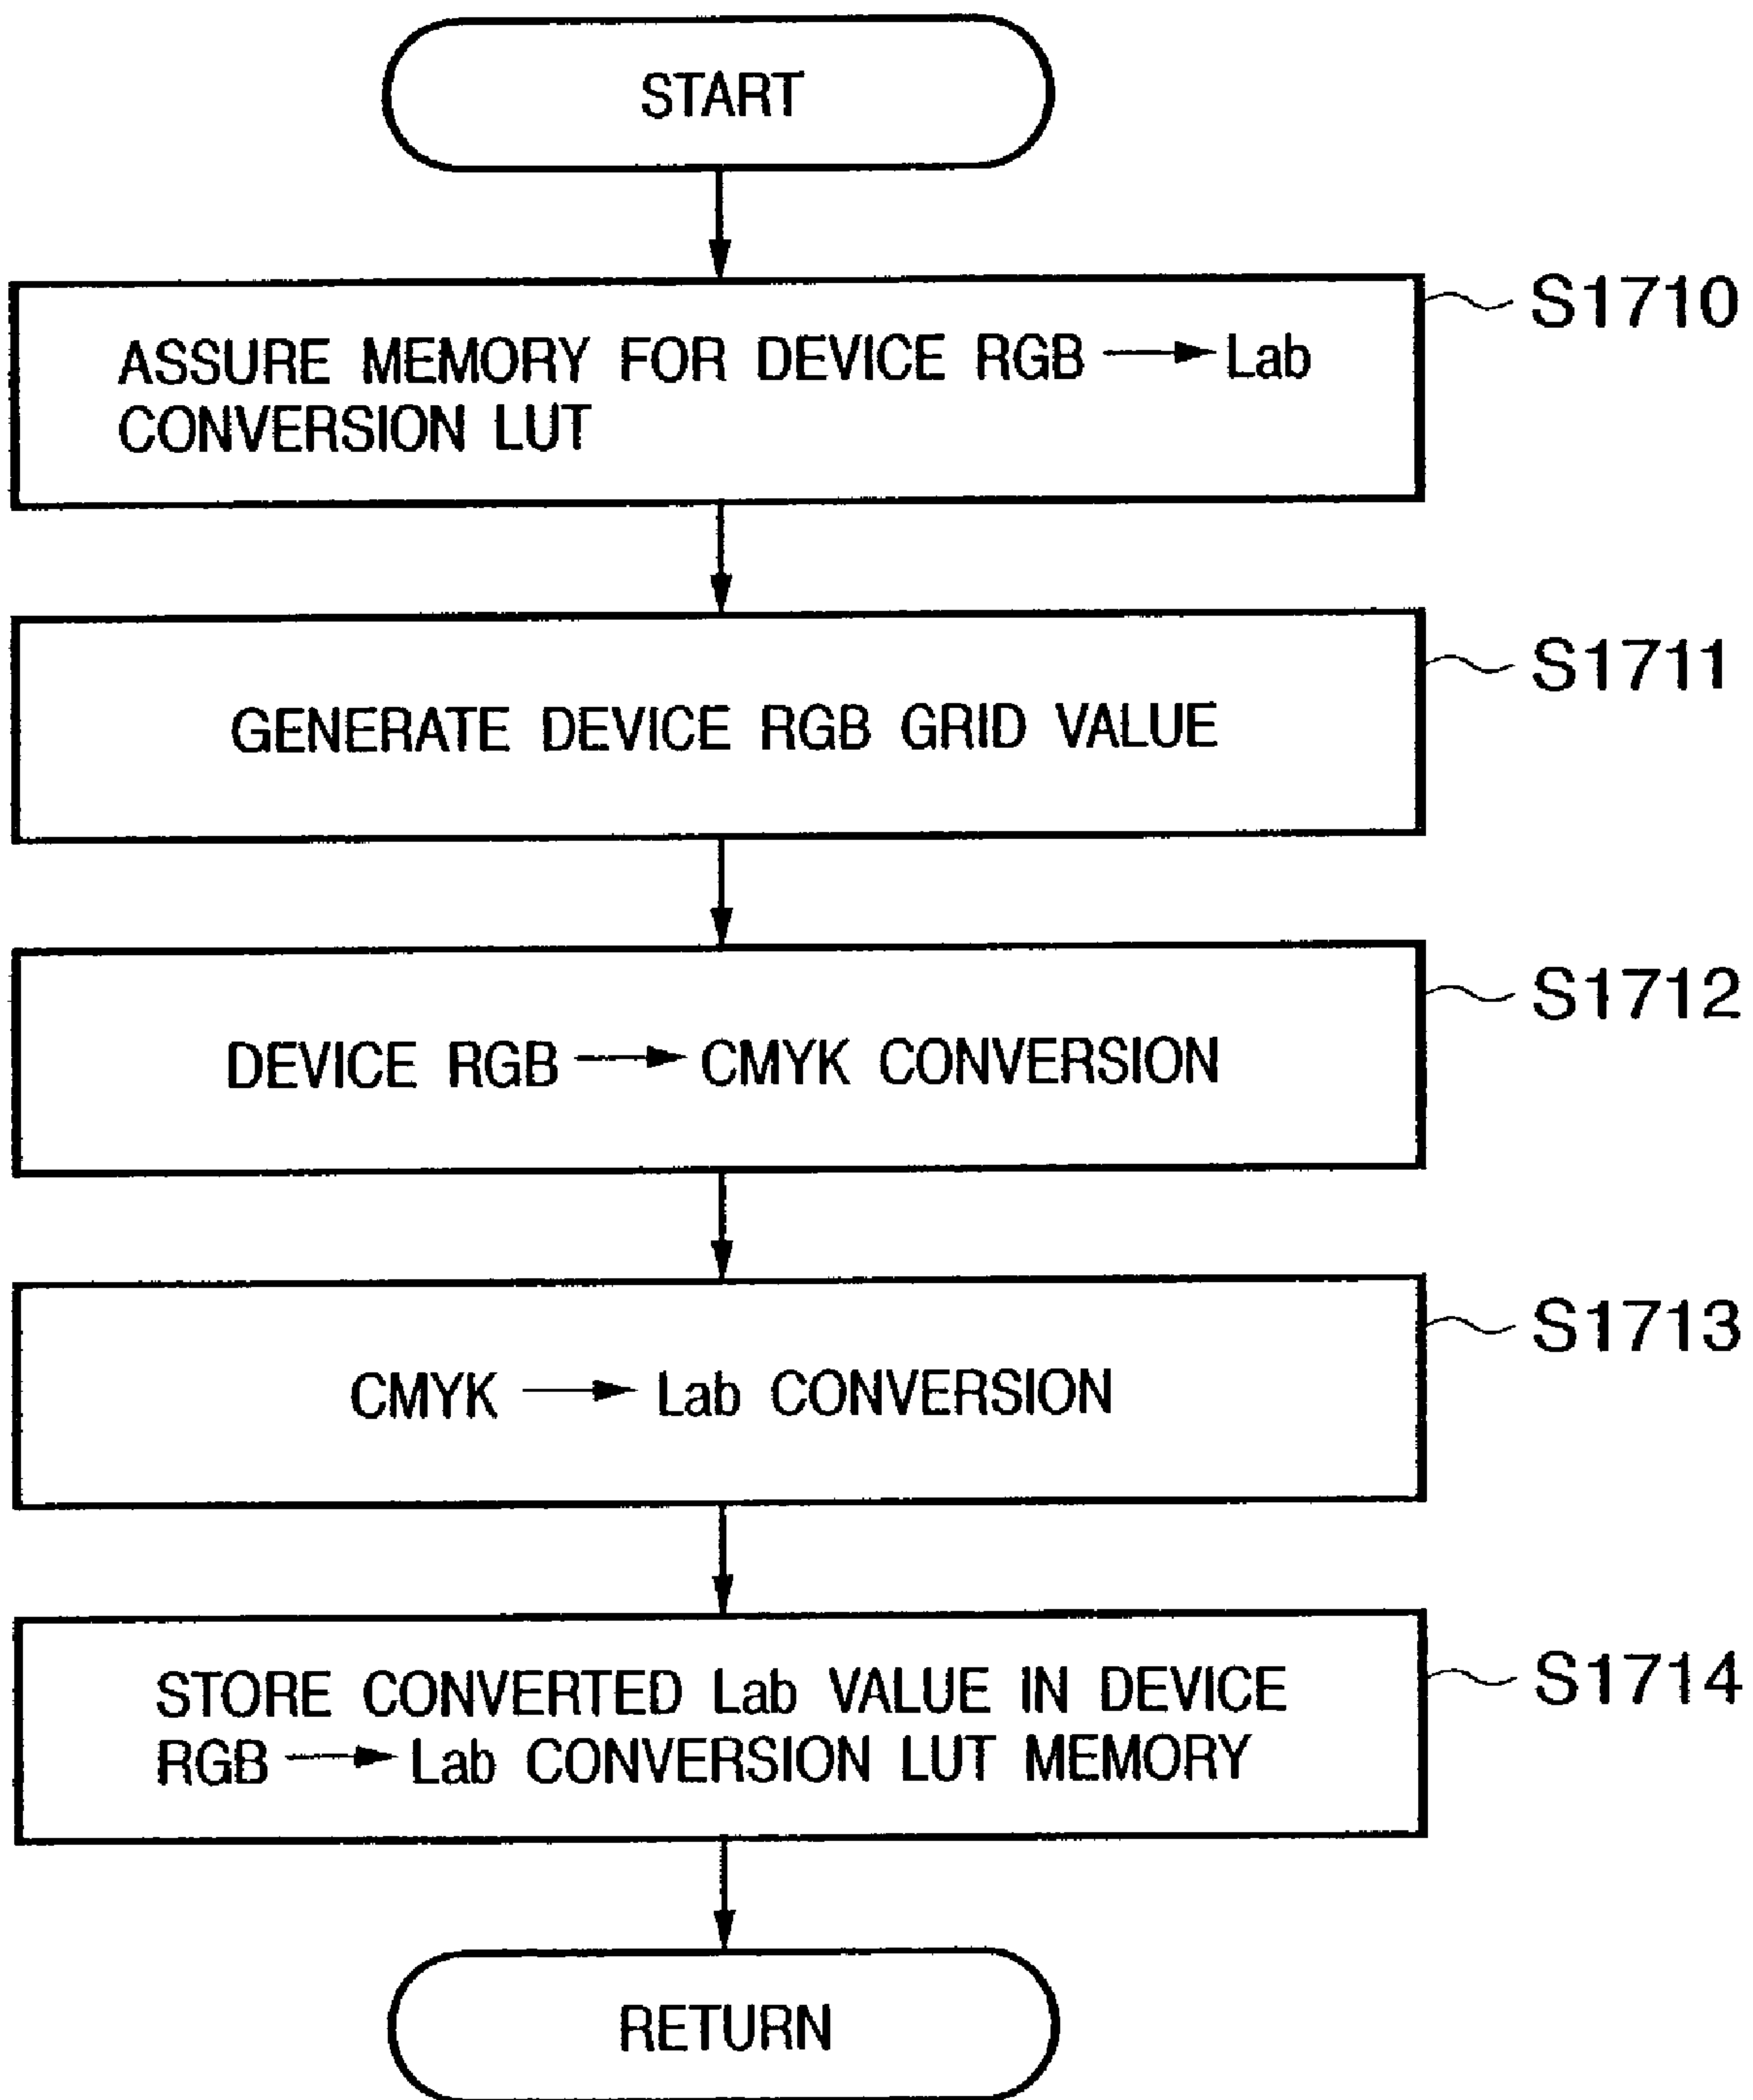 START
S1710
ASSURE MEMORY FOR DEVICE RGB → Lab
CONVERSION LUT
S1711
GENERATE DEVICE RGB GRID VALUE
S1712
DEVICE RGB → CMYK CONVERSION
S1713
CMYK → Lab CONVERSION
S1714
STORE CONVERTED Lab VALUE IN DEVICE
RGB → Lab CONVERSION LUT MEMORY
RETURN